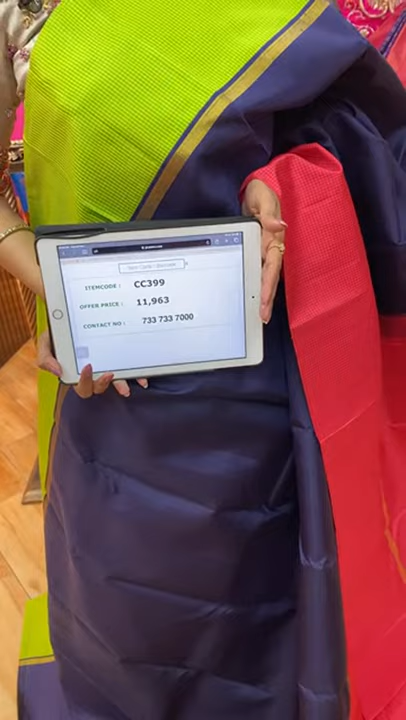 ITEMCODE : CC399
OFFER PRICE : 11,963
CONTACT NO : 733 733 7000